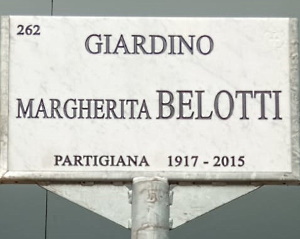 262
GIARDINO
MARGHERITA BELOTTI
PARTIGIANA 1917 - 2015